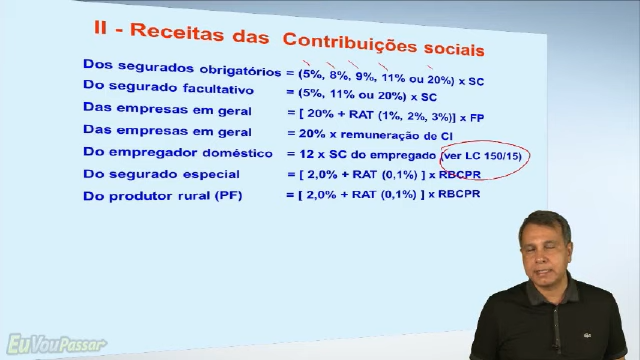 II - Receitas das Contribuições sociais
Dos segurados obrigatórios = (5%, 8%, 9%, 11% ou 20%) x SC
Do segurado facultativo = (5%, 11% ou 20%) x SC
Das empresas em geral = [ 20% + RAT (1%, 2%, 3%)] x FP
Das empresas em geral = 20% x remuneração de CI
Do empregador doméstico = 12 x SC do empregado (ver LC 150/15)
Do segurado especial = [ 2,0% + RAT (0,1%) ] x RBCPR
Do produtor rural (PF) = [ 2,0% + RAT (0,1%) ] x RBCPR
EuVouPassar